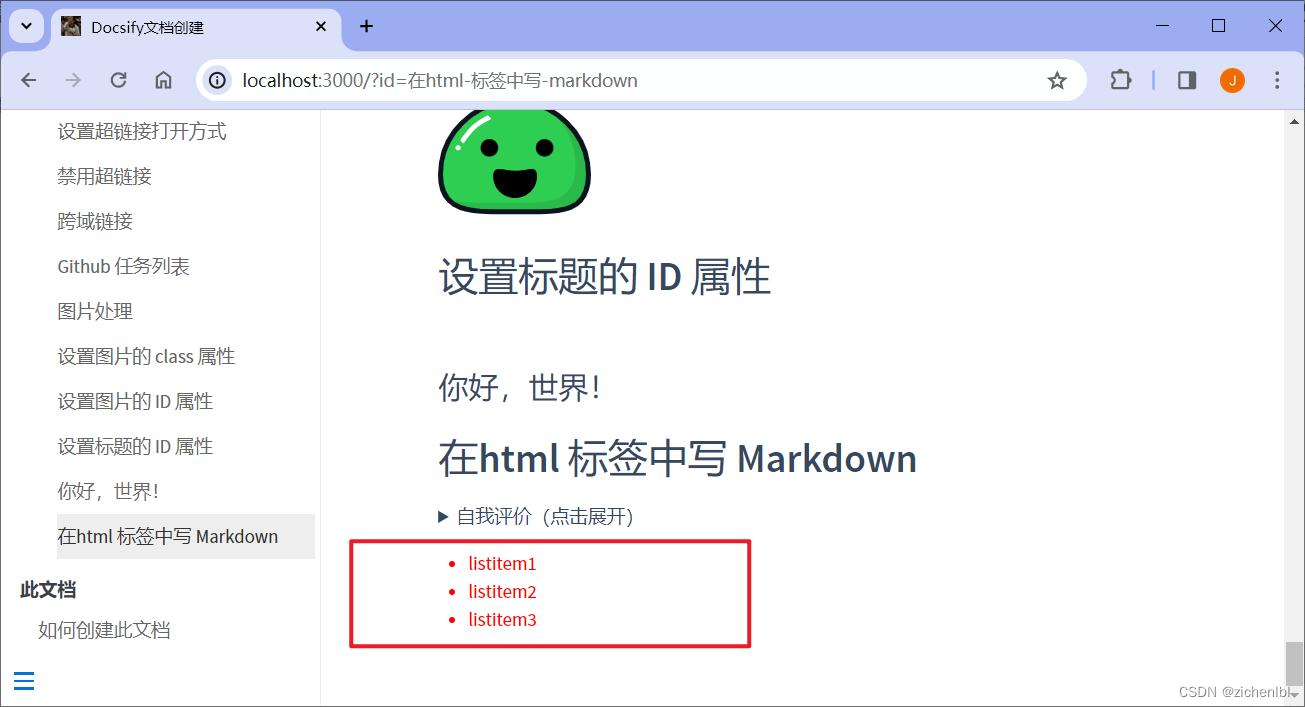 Docsify文档创建
localhost:3000/?id=在html-标签中写-markdown
J
设置超链接打开方式
禁用超链接
跨域链接
Github 任务列表
图片处理
设置图片的 class 属性
设置图片的 ID 属性
设置标题的 ID 属性
你好，世界！
在html 标签中写 Markdown
此文档
如何创建此文档
设置标题的 ID 属性
你好，世界！
在html 标签中写 Markdown
自我评价（点击展开）
listitem1
listitem2
listitem3
CSDN @zichenlbl